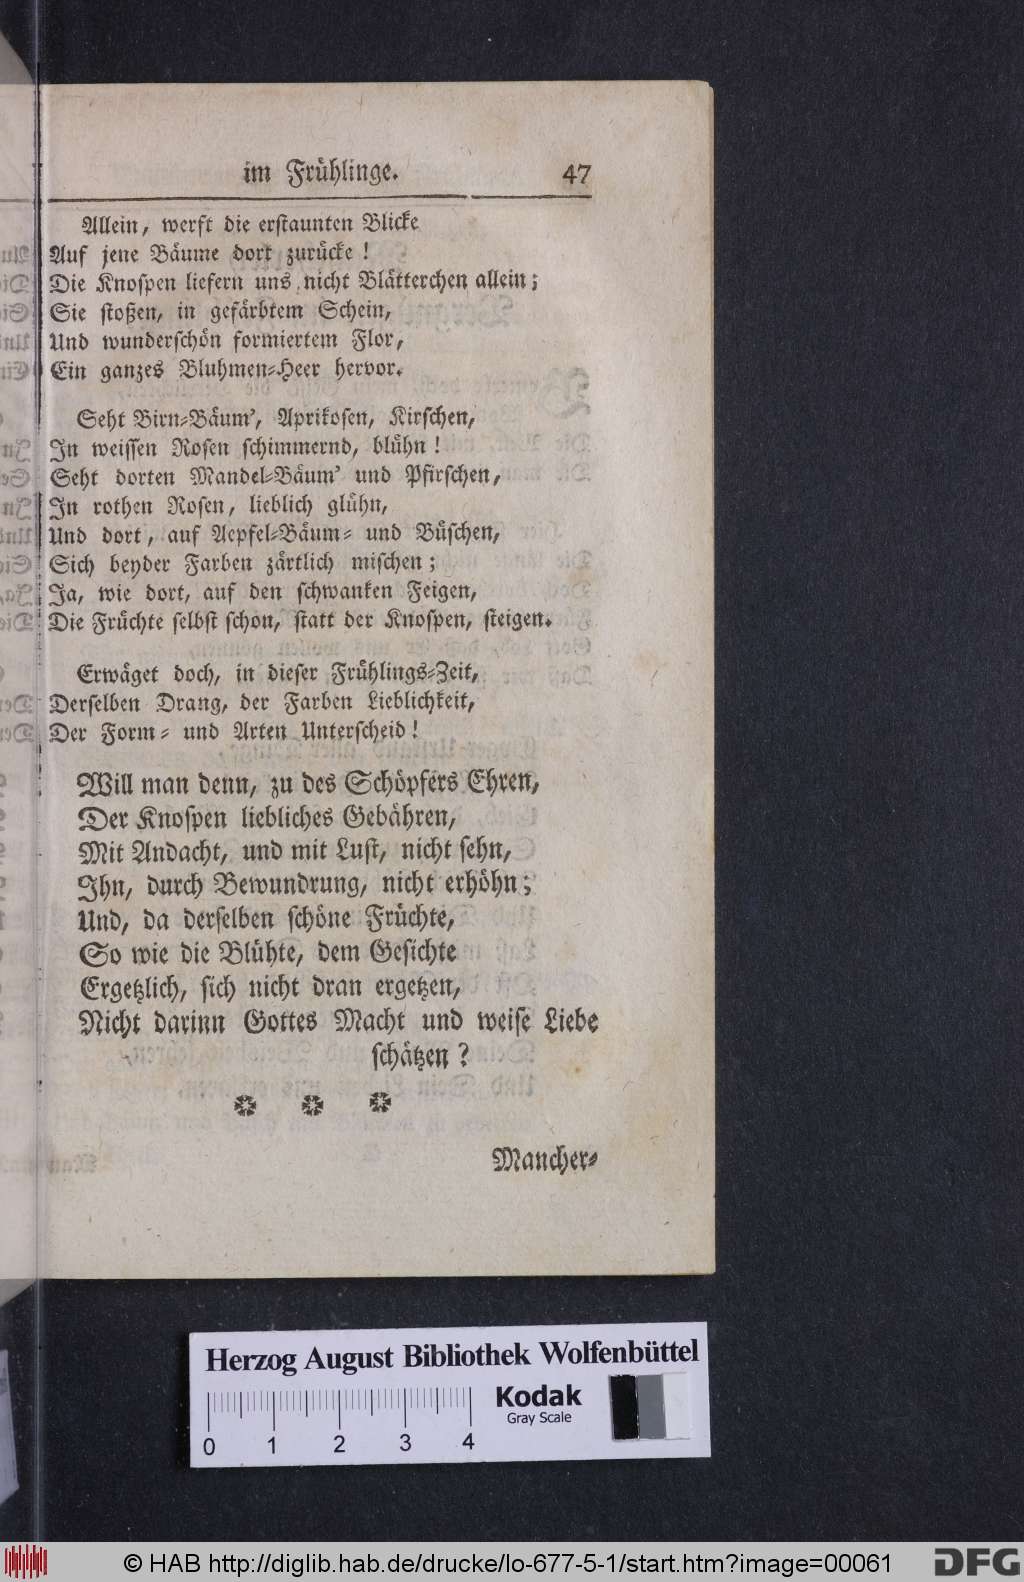 im Frühlinge. 47
Allein, werft die erstaunten Blicke
Auf jene Bäume dort zurücke!
Die Knospen liefern uns nicht Blätterchen allein;
Sie stoßen, in gefärbtem Schein,
Und wunderschön formiertem Flor,
Ein ganzes Bluhmen-Heer hervor.
Seht Birn-Bäum', Aprikosen, Kirschen,
In weissen Rosen schimmernd, blühn!
Seht dorten Mandel-Bäum' und Pfirschen,
In rothen Rosen, lieblich glühn,
Und dort, auf Aepfel-Bäum- und Büschen,
Sich beyder Farben zärtlich mischen;
Ja, wie dort, auf den schwanken Feigen,
Die Früchte selbst schon, statt der Knospen, steigen.
Erwäget doch, in dieser Frühlings-Zeit,
Derselben Drang, der Farben Lieblichkeit,
Der Form- und Arten Unterscheid!
Will man denn, zu des Schöpfers Ehren,
Der Knospen liebliches Gebähren,
Mit Andacht, und mit Lust, nicht sehn,
Ihn, durch Bewundrung, nicht erhöhn;
Und, da derselben schöne Früchte,
So wie die Blühte, dem Gesichte
Ergetzlich, sich nicht dran ergetzen,
Nicht darinn Gottes Macht und weise Liebe
schätzen?
Mancher-
Herzog August Bibliothek Wolfenbüttel
Kodak
Gray Scale
0 1 2 3 4
© HAB http://diglib.hab.de/drucke/lo-677-5-1/start.htm?image=00061
DFG